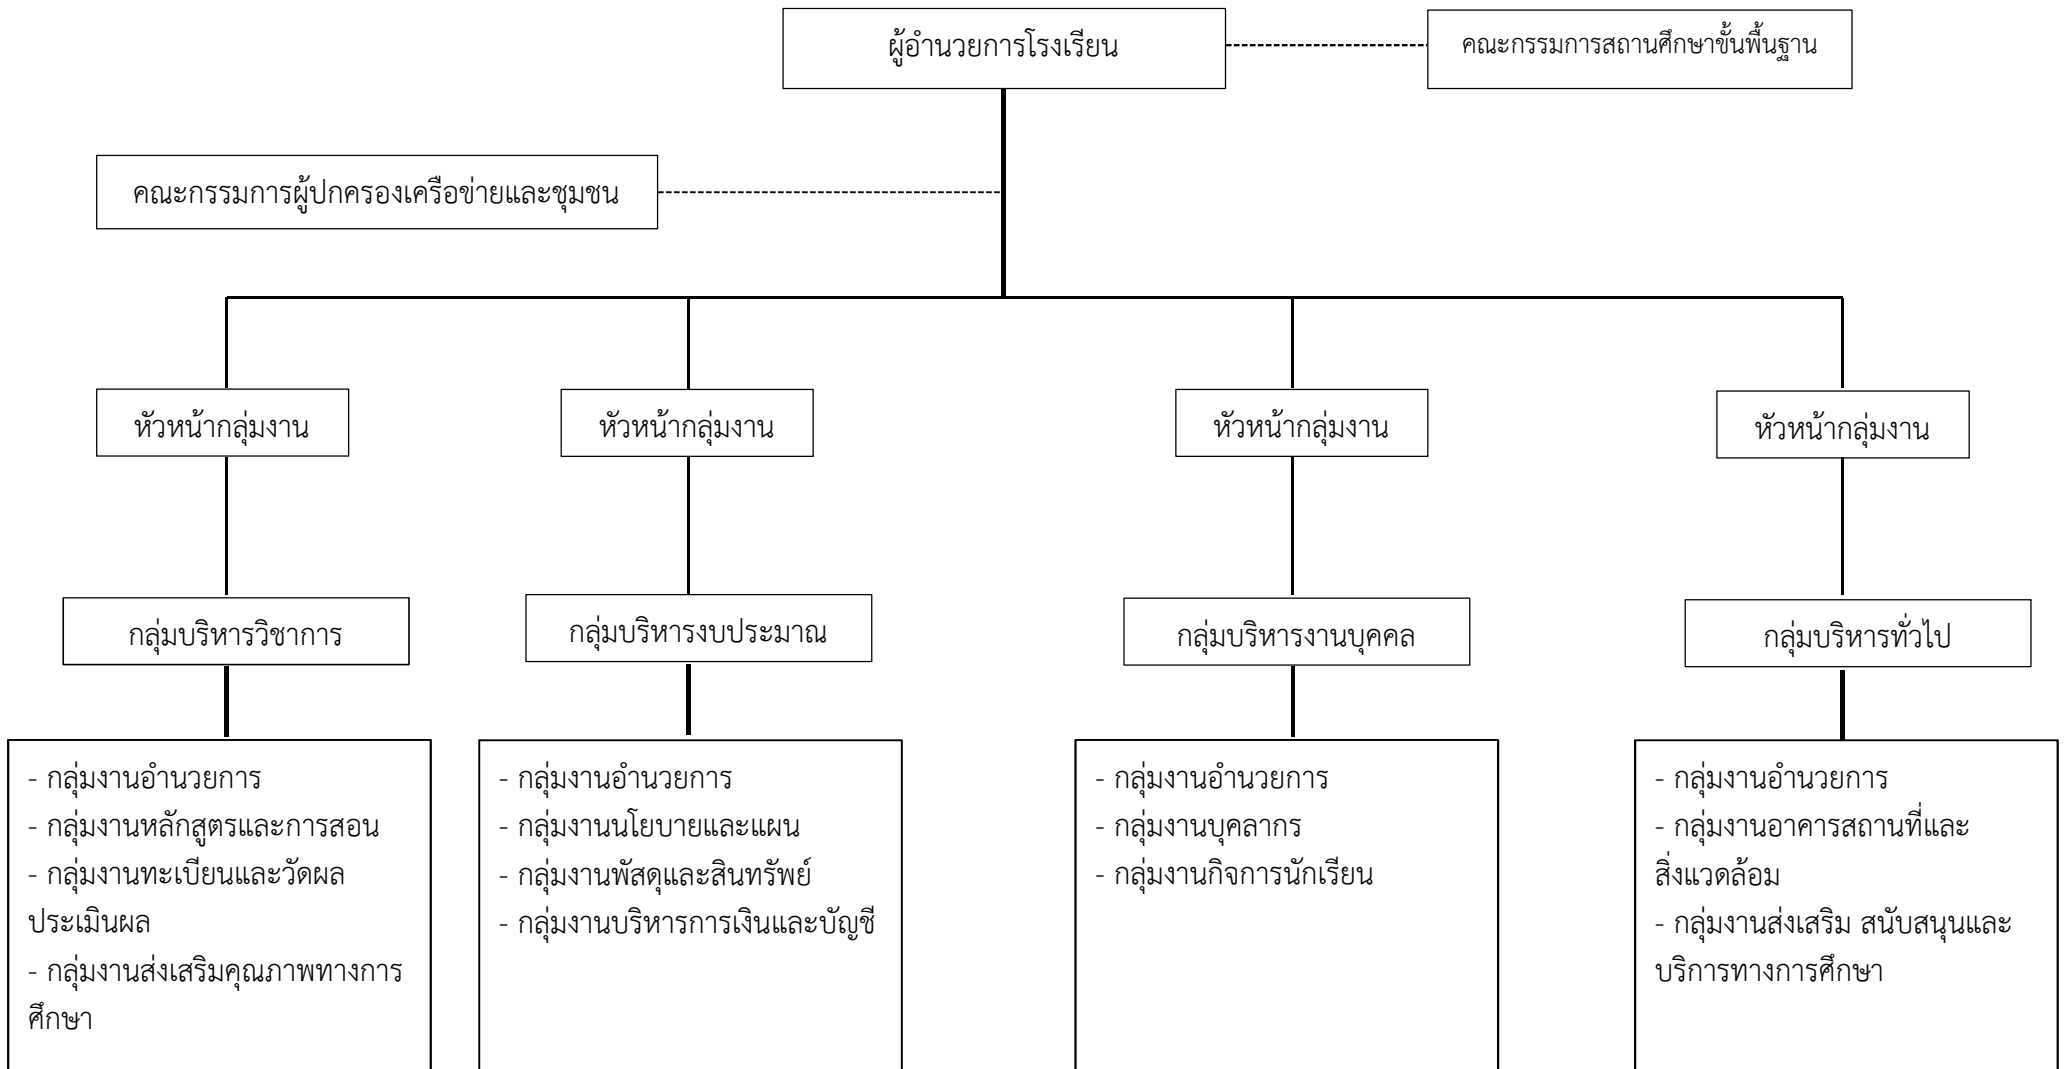 ผู้อำนวยการโรงเรียน
คณะกรรมการสถานศึกษาขั้นพื้นฐาน
คณะกรรมการผู้ปกครองเครือข่ายและชุมชน
หัวหน้ากลุ่มงาน
หัวหน้ากลุ่มงาน
หัวหน้ากลุ่มงาน
หัวหน้ากลุ่มงาน
กลุ่มบริหารวิชาการ
กลุ่มบริหารงบประมาณ
กลุ่มบริหารงานบุคคล
กลุ่มบริหารทั่วไป
- กลุ่มงานอำนวยการ
- กลุ่มงานหลักสูตรและการสอน
- กลุ่มงานทะเบียนและวัดผล
ประเมินผล
- กลุ่มงานส่งเสริมคุณภาพทางการ
ศึกษา
- กลุ่มงานอำนวยการ
- กลุ่มงานนโยบายและแผน
- กลุ่มงานพัสดุและสินทรัพย์
- กลุ่มงานบริหารการเงินและบัญชี
- กลุ่มงานอำนวยการ
- กลุ่มงานบุคลากร
- กลุ่มงานกิจการนักเรียน
- กลุ่มงานอำนวยการ
- กลุ่มงานอาคารสถานที่และ
สิ่งแวดล้อม
- กลุ่มงานส่งเสริม สนับสนุนและ
บริการทางการศึกษา